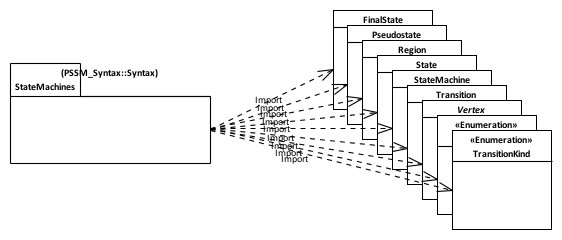 FinalState
Pseudostate
(PSSM_Syntax::Syntax)
StateMachines
Region
State
StateMachine
Transition
Vertex
«Enumeration»
«Enumeration»
TransitionKind
Import
Import
Import
Import
Import
Import
Import
Import
Import